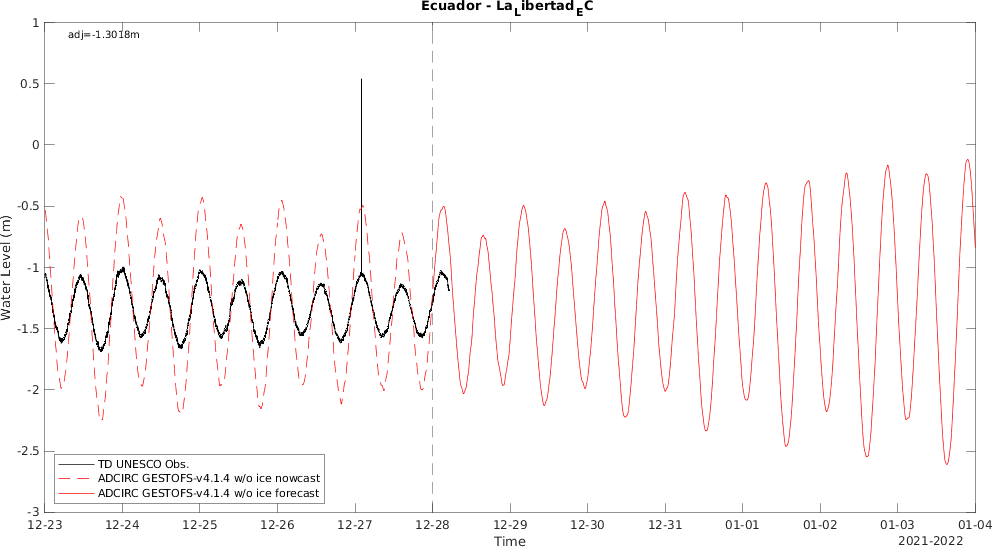 Ecuador - LaLibertadEC
adj=-1.3018m
1
0.5
0
-0.5
-1
-1.5
-2
-2.5
-3
Water Level (m)
TD UNESCO Obs.
ADCIRC GESTOFS-v4.1.4 w/o ice nowcast
ADCIRC GESTOFS-v4.1.4 w/o ice forecast
12-23 12-24 12-25 12-26 12-27 12-28 12-29 12-30 12-31 01-01 01-02 01-03 01-04
Time
2021-2022